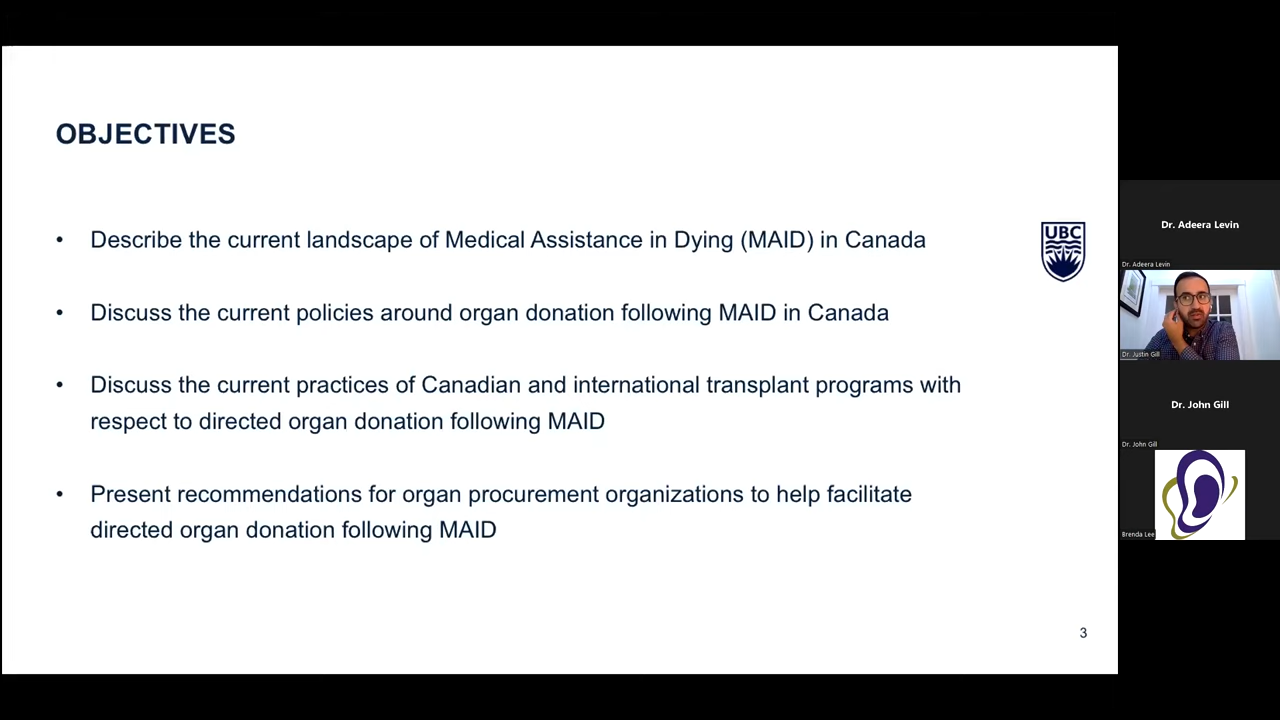 OBJECTIVES
• Describe the current landscape of Medical Assistance in Dying (MAID) in Canada
• Discuss the current policies around organ donation following MAID in Canada
• Discuss the current practices of Canadian and international transplant programs with
respect to directed organ donation following MAID
• Present recommendations for organ procurement organizations to help facilitate
directed organ donation following MAID
UBC
3
Dr. Adeera Levin
Dr. Adeera Levin
Dr. Justin Gill
Dr. John Gill
Dr. John Gill
Brenda Lee